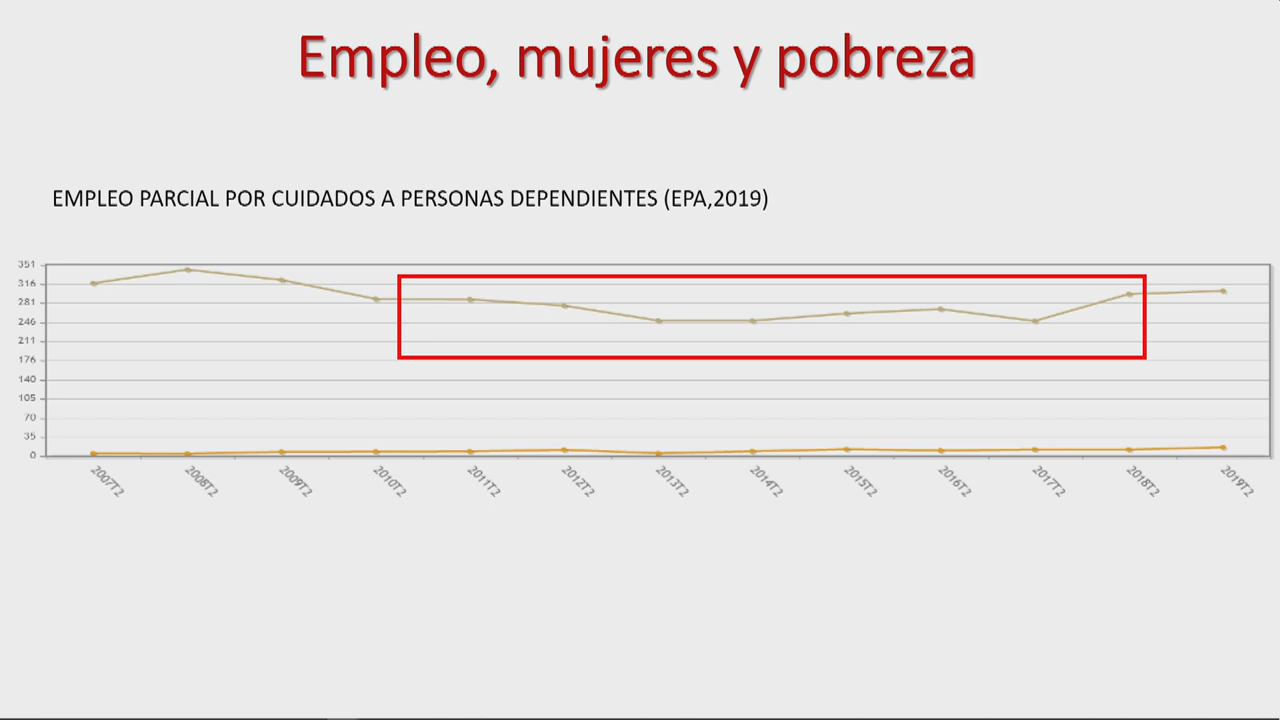 Empleo, mujeres y pobreza
EMPLEO PARCIAL POR CUIDADOS A PERSONAS DEPENDIENTES (EPA,2019)
351
316
281
246
211
176
140
105
70
35
0
2007T2
2008T2
2009T2
2010T2
2011T2
2012T2
2013T2
2014T2
2015T2
2016T2
2017T2
2018T2
2019T2